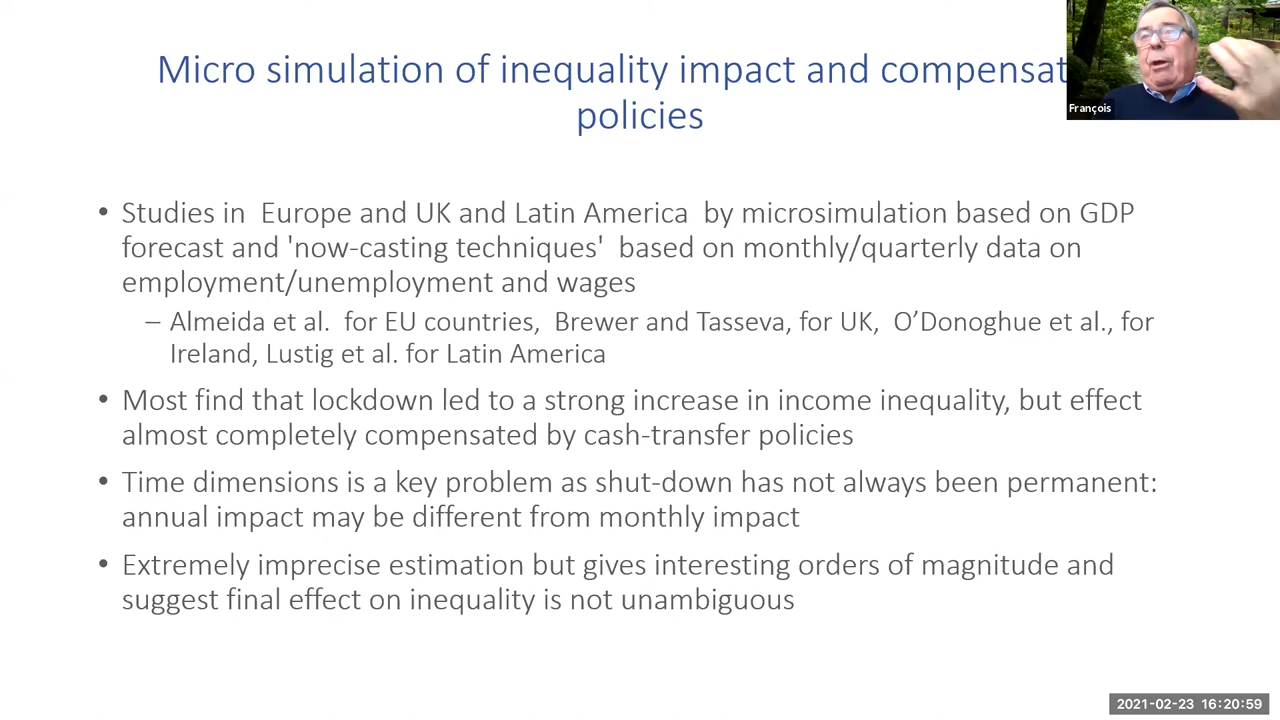 Micro simulation of inequality impact and compensat
policies
François
• Studies in Europe and UK and Latin America by microsimulation based on GDP
forecast and 'now-casting techniques' based on monthly/quarterly data on
employment/unemployment and wages
– Almeida et al. for EU countries, Brewer and Tasseva, for UK, O’Donoghue et al., for
Ireland, Lustig et al. for Latin America
• Most find that lockdown led to a strong increase in income inequality, but effect
almost completely compensated by cash-transfer policies
• Time dimensions is a key problem as shut-down has not always been permanent:
annual impact may be different from monthly impact
• Extremely imprecise estimation but gives interesting orders of magnitude and
suggest final effect on inequality is not unambiguous
2021-02-23 16:20:59